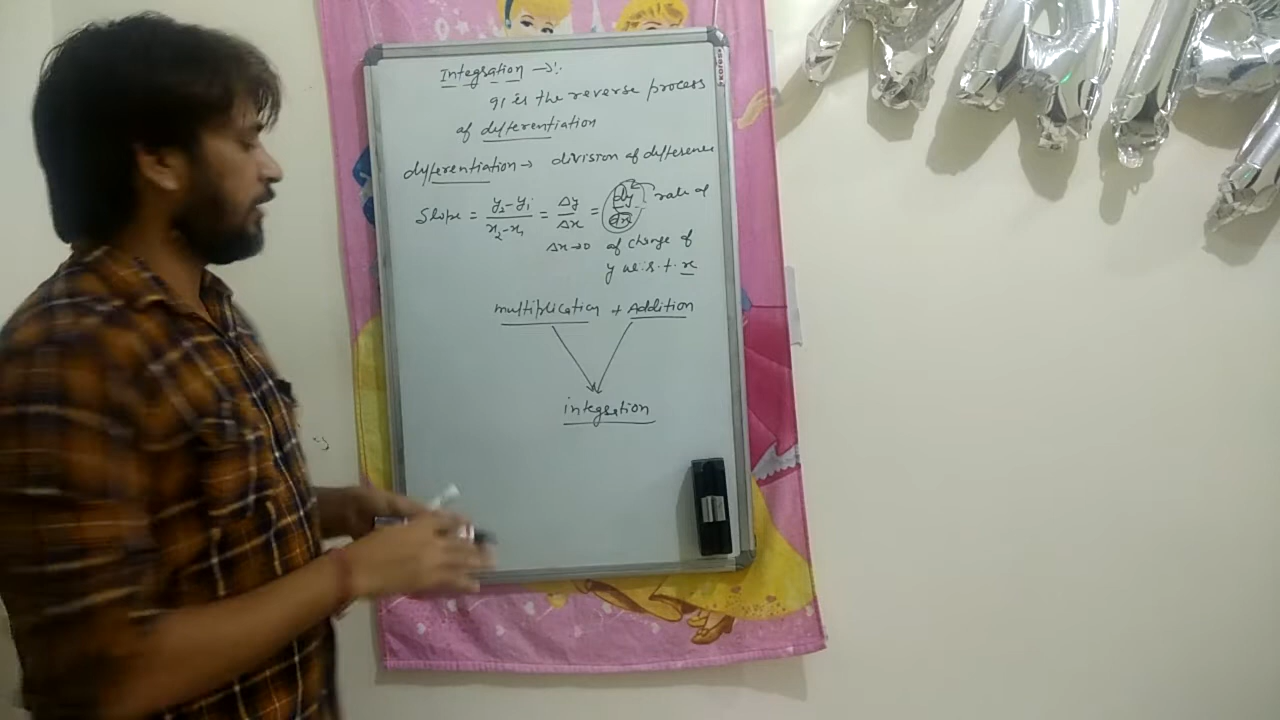 Integration →:
It is the reverse process
of differentiation
differentiation → division of difference
Slope = y₂-y₁/x₂-x₁ = Δy/Δx = dy/dx → rate of
Δx→0 of change of
y w.r.t x
multiplication + Addition
integration
Kores